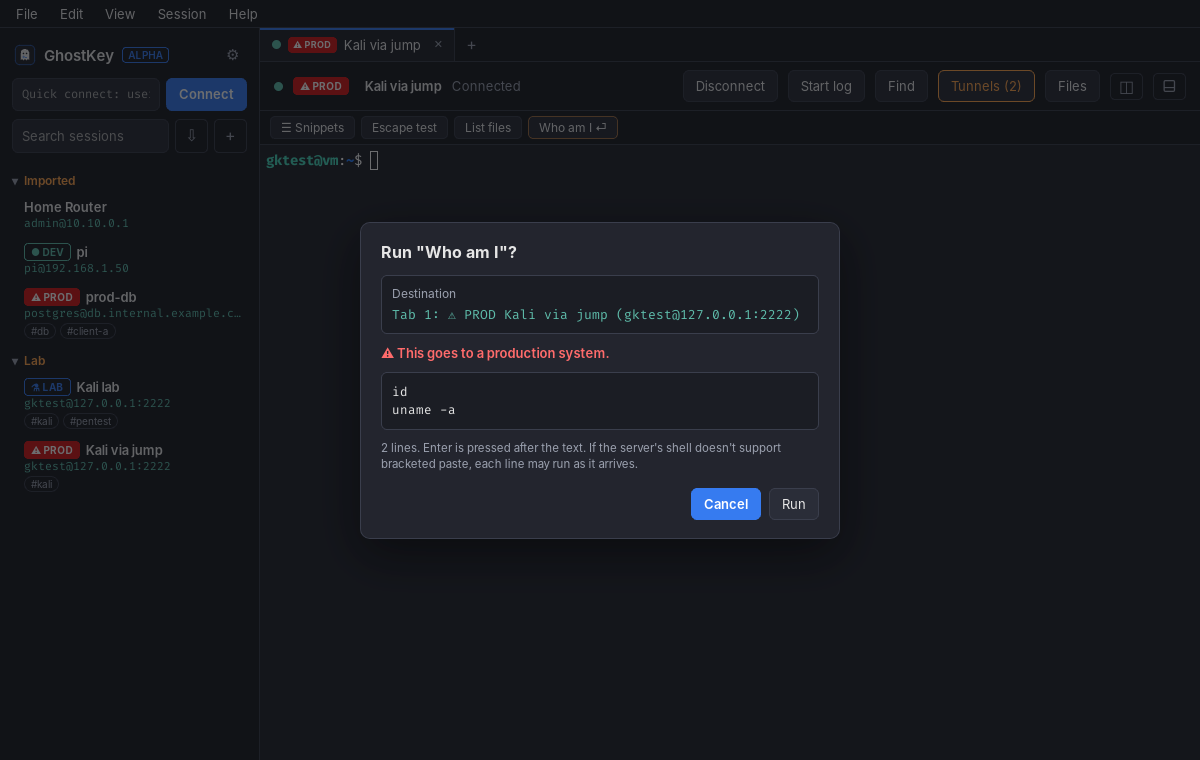 File Edit View Session Help
GhostKey ALPHA
Quick connect: use Connect
Search sessions +
Imported
Home Router
admin@10.10.0.1
DEV pi
pi@192.168.1.50
PROD prod-db
postgres@db.internal.example.c…
#db #client-a
Lab
LAB Kali lab
gktest@127.0.0.1:2222
#kali #pentest
PROD Kali via jump
gktest@127.0.0.1:2222
#kali
PROD Kali via jump × +
PROD Kali via jump Connected Disconnect Start log Find Tunnels (2) Files
☰ Snippets Escape test List files Who am I ⏎
gktest@vm:~$
Run "Who am I"?
Destination
Tab 1: ⚠ PROD Kali via jump (gktest@127.0.0.1:2222)
⚠ This goes to a production system.
id
uname -a
2 lines. Enter is pressed after the text. If the server's shell doesn't support
bracketed paste, each line may run as it arrives.
Cancel Run